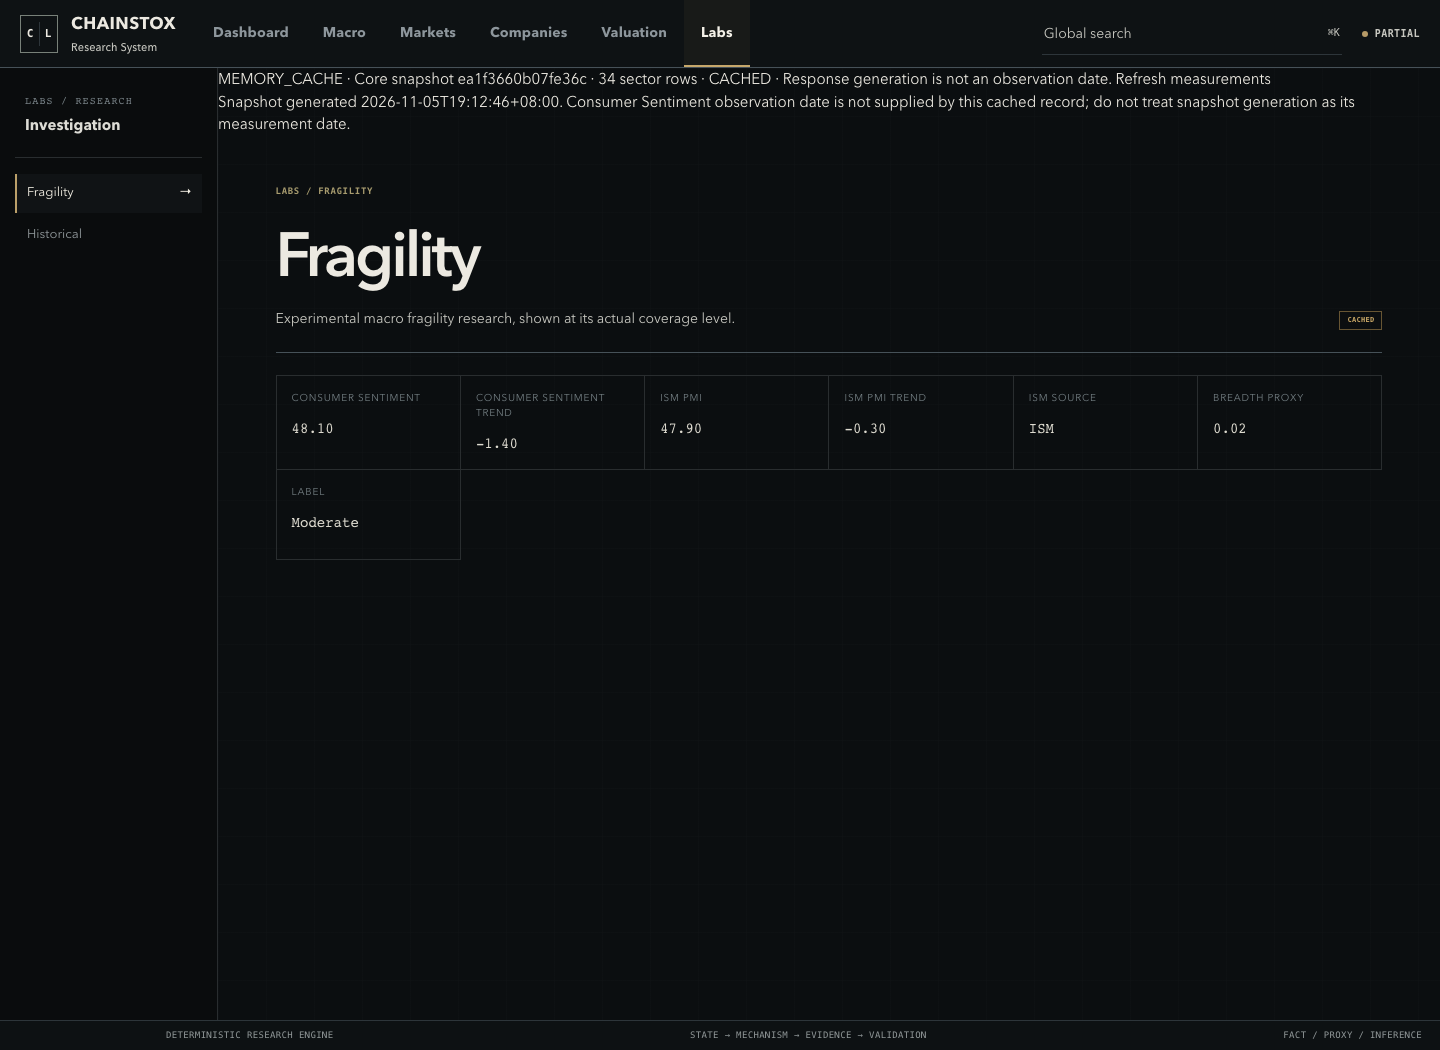 C L
CHAINSTOX
Research System
Dashboard Macro Markets Companies Valuation Labs
Global search ⌘K
PARTIAL
LABS / RESEARCH
Investigation
Fragility →
Historical
MEMORY_CACHE · Core snapshot ea1f3660b07fe36c · 34 sector rows · CACHED · Response generation is not an observation date. Refresh measurements
Snapshot generated 2026-11-05T19:12:46+08:00. Consumer Sentiment observation date is not supplied by this cached record; do not treat snapshot generation as its
measurement date.
LABS / FRAGILITY
Fragility
Experimental macro fragility research, shown at its actual coverage level.
CACHED
CONSUMER SENTIMENT
48.10
CONSUMER SENTIMENT
TREND
−1.40
ISM PMI
47.90
ISM PMI TREND
−0.30
ISM SOURCE
ISM
BREADTH PROXY
0.02
LABEL
Moderate
DETERMINISTIC RESEARCH ENGINE
STATE → MECHANISM → EVIDENCE → VALIDATION
FACT / PROXY / INFERENCE